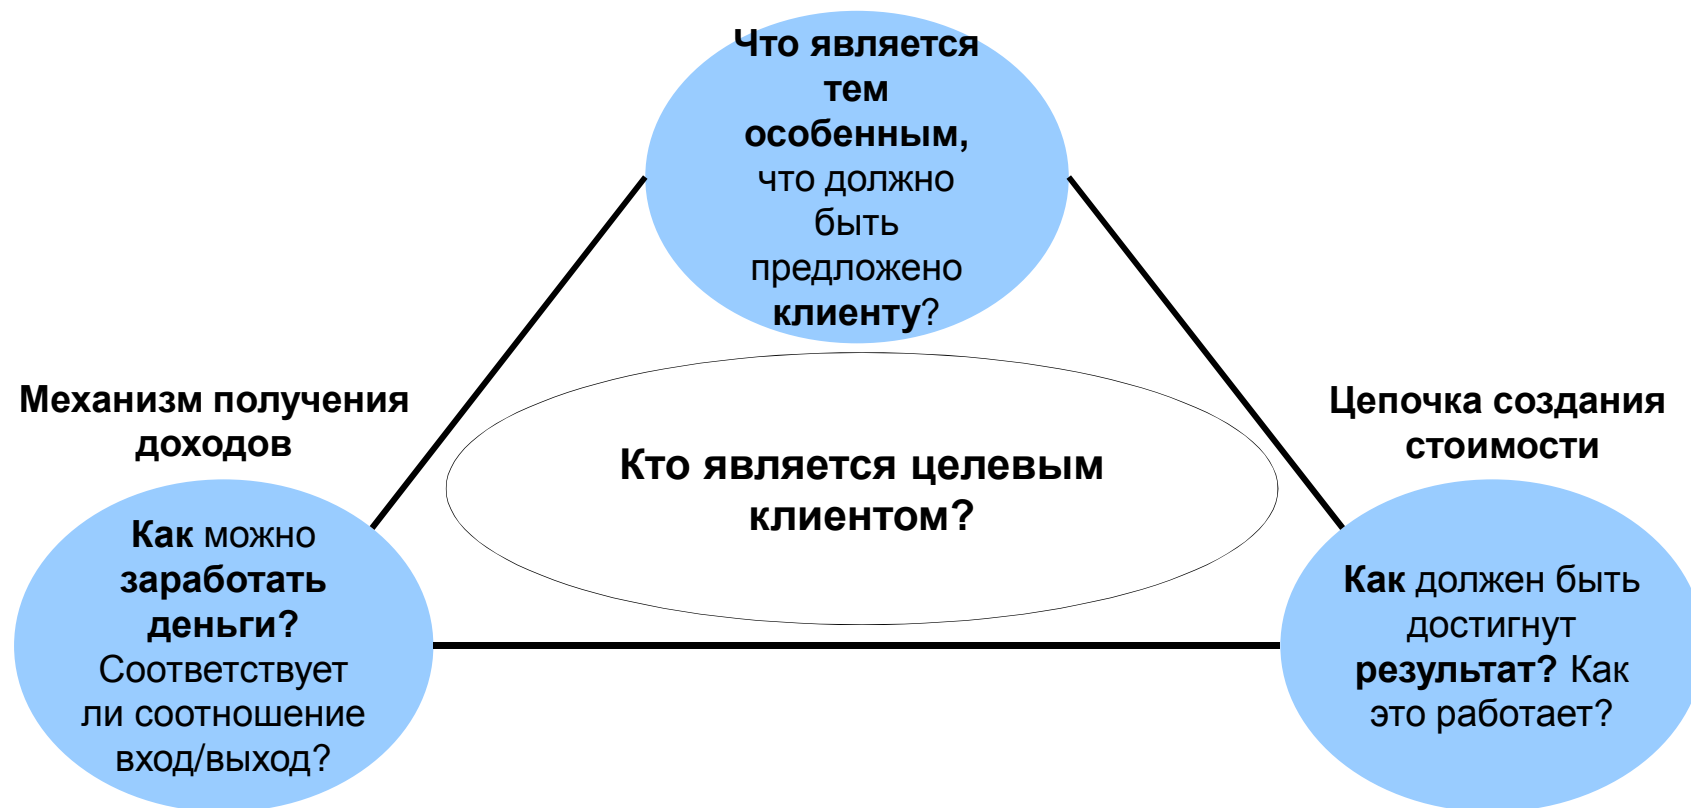 Что является
тем
особенным,
что должно
быть
предложено
клиенту?
Механизм получения
доходов
Цепочка создания
стоимости
Кто является целевым
клиентом?
Как можно
заработать
деньги?
Соответствует
ли соотношение
вход/выход?
Как должен быть
достигнут
результат? Как
это работает?